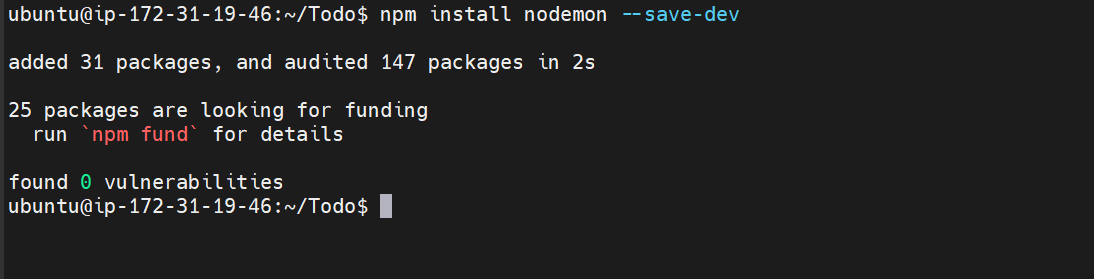 ubuntu@ip-172-31-19-46:~/Todo$ npm install nodemon --save-dev
added 31 packages, and audited 147 packages in 2s
25 packages are looking for funding
run `npm fund` for details
found 0 vulnerabilities
ubuntu@ip-172-31-19-46:~/Todo$